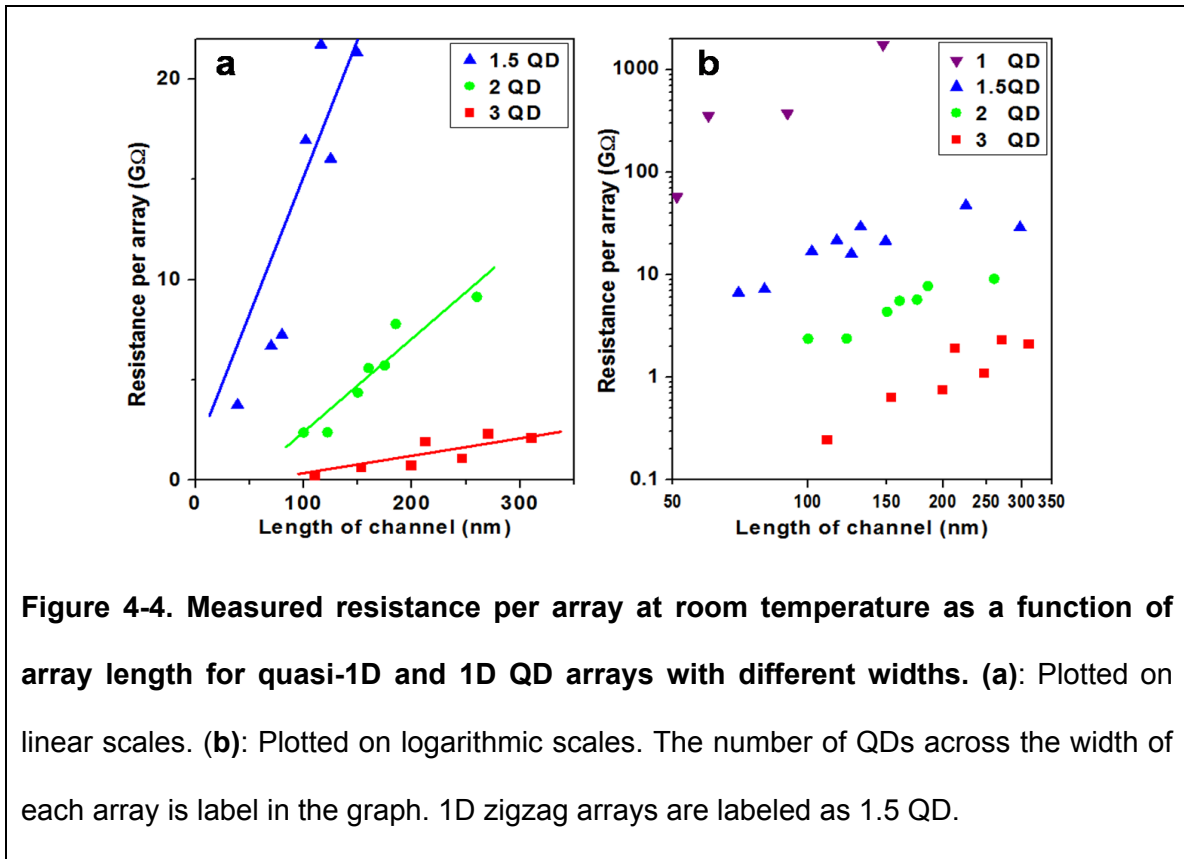 a
1.5 QD
2 QD
3 QD
20
10
0
0
100
200
300
Resistance per array (GΩ)
Length of channel (nm)
b
1 QD
1.5QD
2 QD
3 QD
1000
100
10
1
0.1
50
100
150
200
250
300
350
Resistance per array (GΩ)
Length of channel (nm)
Figure 4-4. Measured resistance per array at room temperature as a function of
array length for quasi-1D and 1D QD arrays with different widths. (a): Plotted on
linear scales. (b): Plotted on logarithmic scales. The number of QDs across the width of
each array is label in the graph. 1D zigzag arrays are labeled as 1.5 QD.